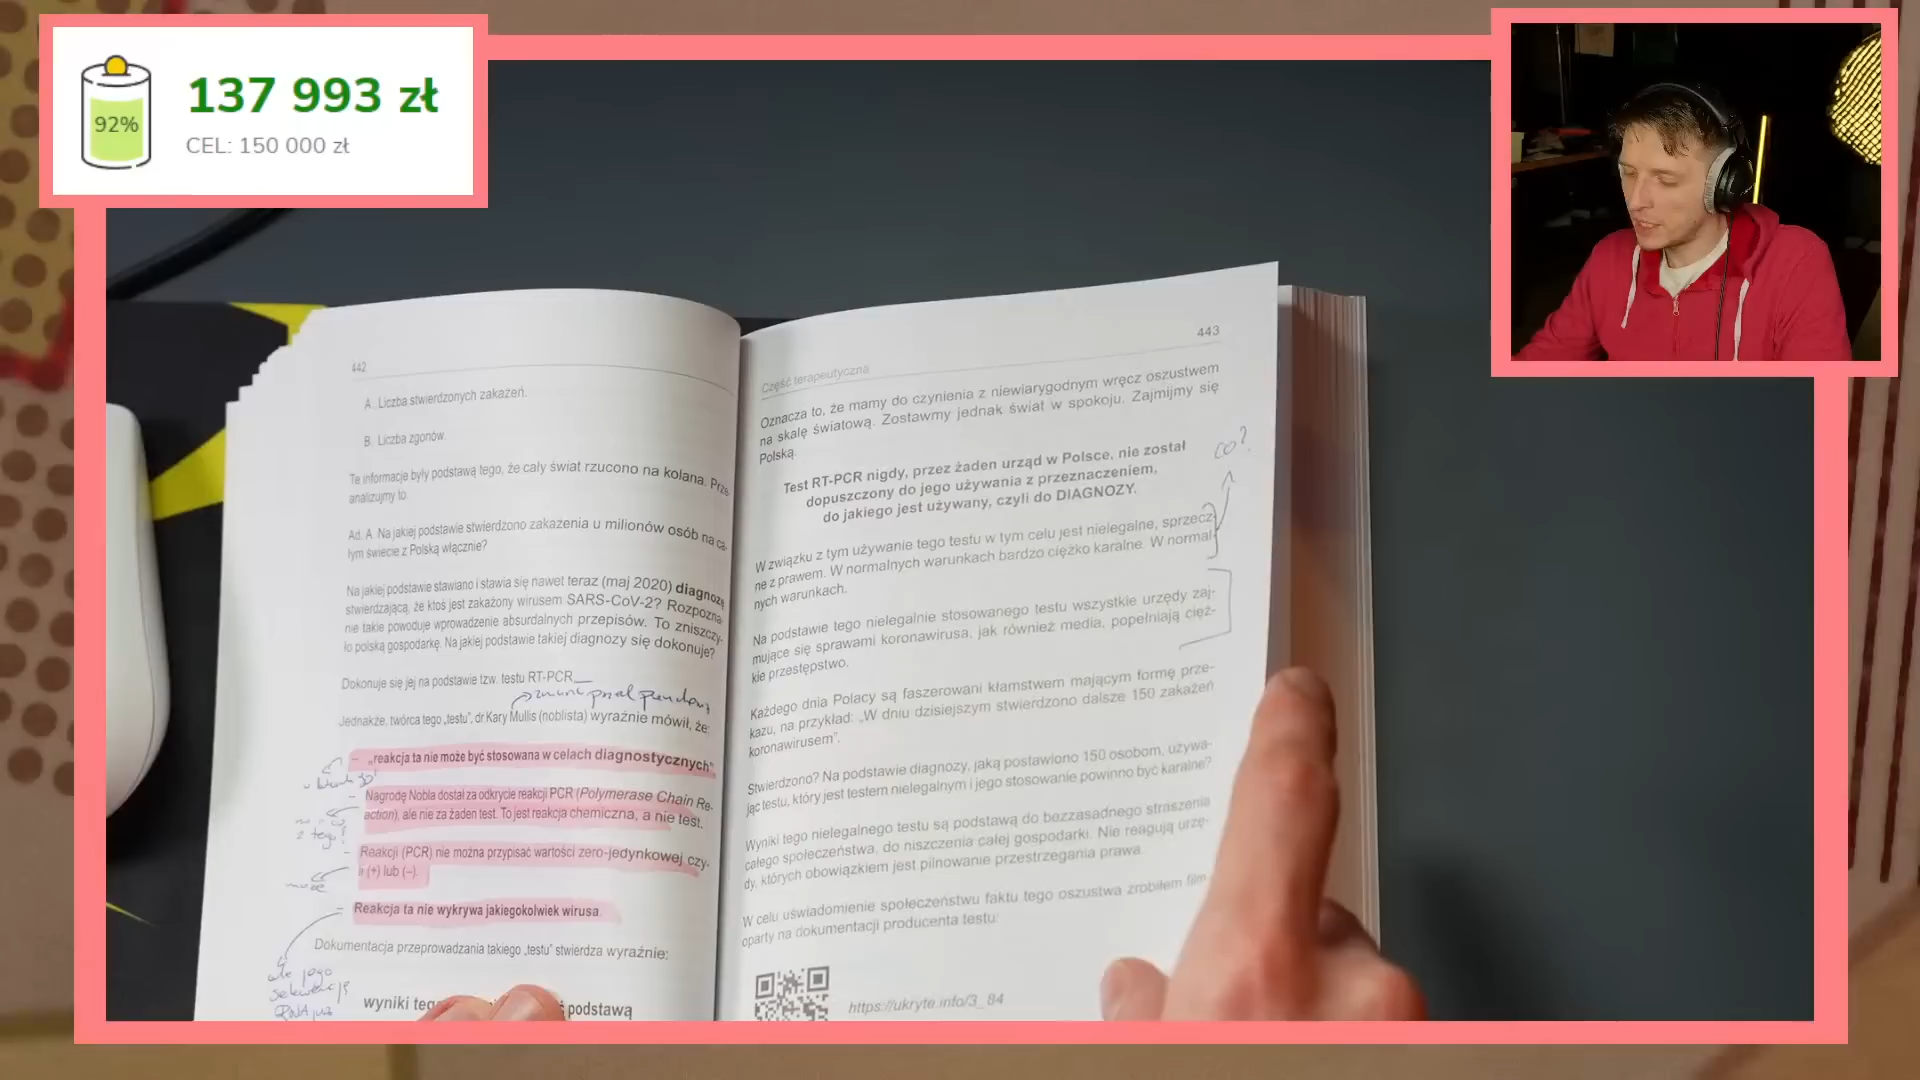 137 993 zł
92%
CEL: 150 000 zł
442
A. Liczba stwierdzonych zakażeń.
B. Liczba zgonów.
Te informacje były podstawą tego, że cały świat rzucono na kolana. Prze-
analizujmy to.
Ad. A. Na jakiej podstawie stwierdzono zakażenia u milionów osób na ca-
łym świecie z Polską włącznie?
Na jakiej podstawie stawiano i stawia się nawet teraz (maj 2020) diagnozę
stwierdzającą, że ktoś jest zakażony wirusem SARS-CoV-2? Rozpozna-
nie takie powoduje wprowadzenie absurdalnych przepisów. To zniszczy-
ło polską gospodarkę. Na jakiej podstawie takiej diagnozy się dokonuje?
Dokonuje się jej na podstawie tzw. testu RT-PCR.
Jednakże, twórca tego „testu”, dr Kary Mullis (noblista) wyraźnie mówił, że:
– „reakcja ta nie może być stosowana w celach diagnostycznych”
– Nagrodę Nobla dostał za odkrycie reakcji PCR (Polymerase Chain Re-
action), ale nie za żaden test. To jest reakcja chemiczna, a nie test.
– Reakcji (PCR) nie można przypisać wartości zero-jedynkowej czy-
li (+) lub (–).
– Reakcja ta nie wykrywa jakiegokolwiek wirusa.
z tego?
Dokumentacja przeprowadzania takiego „testu” stwierdza wyraźnie:
ale jego
sekwencję
RNA już
wyniki podstawą
Część terapeutyczna
443
Oznacza to, że mamy do czynienia z niewiarygodnym wręcz oszustwem
na skalę światową. Zostawmy jednak świat w spokoju. Zajmijmy się
Polską.
co?
Test RT-PCR nigdy, przez żaden urząd w Polsce, nie został
dopuszczony do jego używania z przeznaczeniem,
do jakiego jest używany, czyli do DIAGNOZY.
W związku z tym używanie tego testu w tym celu jest nielegalne, sprzecz-
ne z prawem. W normalnych warunkach bardzo ciężko karalne. W normal-
nych warunkach.
Na podstawie tego nielegalnie stosowanego testu wszystkie urzędy zaj-
mujące się sprawami koronawirusa, jak również media, popełniają cięż-
kie przestępstwo.
Każdego dnia Polacy są faszerowani kłamstwem mającym formę prze-
kazu, na przykład: „W dniu dzisiejszym stwierdzono dalsze 150 zakażeń
koronawirusem”.
Stwierdzono? Na podstawie diagnozy, jaką postawiono 150 osobom, używa-
jąc testu, który jest testem nielegalnym i jego stosowanie powinno być karalne?
Wyniki tego nielegalnego testu są podstawą do bezzasadnego straszenia
całego społeczeństwa, do niszczenia całej gospodarki. Nie reagują urzę-
dy, których obowiązkiem jest pilnowanie przestrzegania prawa.
W celu uświadomienie społeczeństwu faktu tego oszustwa zrobiłem film
oparty na dokumentacji producenta testu:
https://ukryte.info/3_84